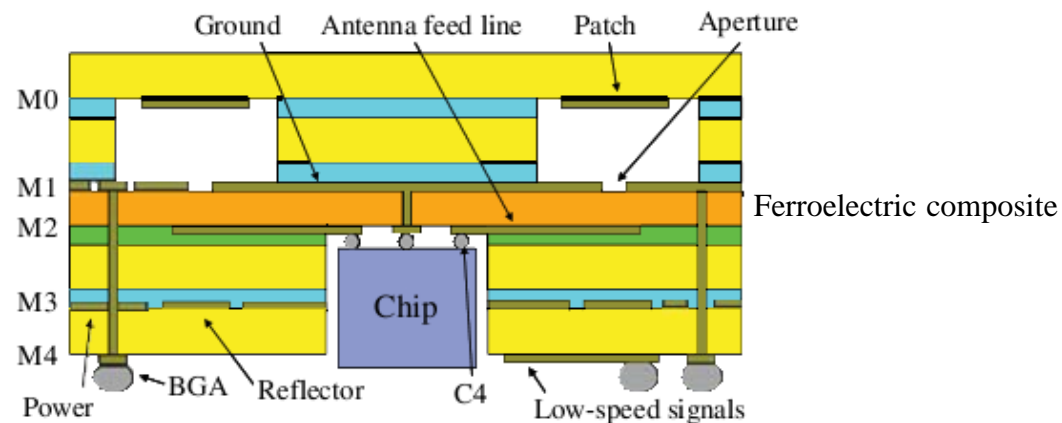 Ground
Antenna feed line
Patch
Aperture
M0
M1
Ferroelectric composite
M2
M3
Chip
M4
Power
BGA
Reflector
C4
Low-speed signals